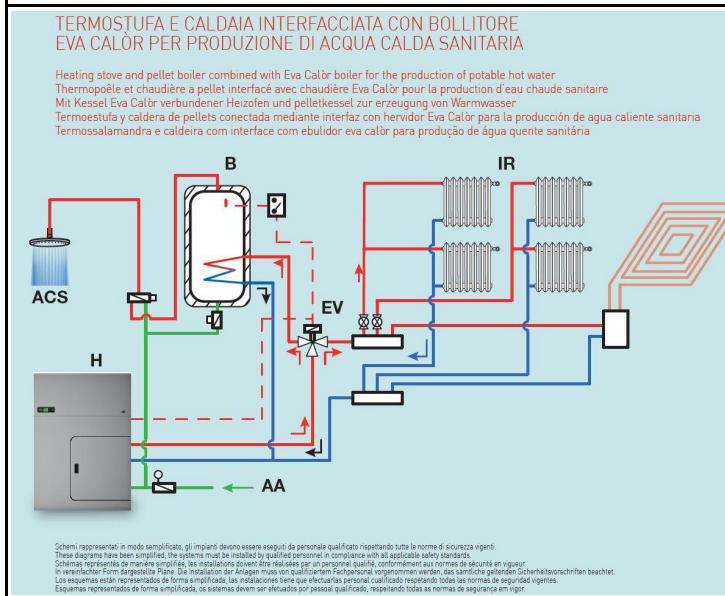 TERMOSTUFA E CALDAIA INTERFACCIATA CON BOLLITORE
EVA CALÒR PER PRODUZIONE DI ACQUA CALDA SANITARIA
Heating stove and pellet boiler combined with Eva Calòr boiler for the production of potable hot water
Thermopoêle et chaudière a pellet interfacé avec chaudière Eva Calòr pour la production d'eau chaude sanitaire
Mit Kessel Eva Calòr verbundener Heizofen und pelletkessel zur erzeugung von Warmwasser
Termoestufa y caldera de pellets conectada mediante interfaz con hervidor Eva Calòr para la producción de agua caliente sanitaria
Termossalamandra e caldeira com interface com ebulidor eva calòr para produção de água quente sanitária
B
IR
ACS
EV
H
AA
Schemi rappresentati in modo semplificato, gli impianti devono essere eseguiti da personale qualificato rispettando tutte le norme di sicurezza vigenti.
These diagrams have been simplified; the systems must be installed by qualified personnel in compliance with all applicable safety standards.
Schémas représentés de manière simplifiée, les installations doivent être réalisées par un personnel qualifié, conformément aux normes de sécurité en vigueur.
In vereinfachter Form dargestellte Pläne. Die Installation der Anlagen muss von qualifiziertem Fachpersonal vorgenommen werden, das sämtliche geltenden Sicherheitsvorschriften beachtet.
Los esquemas están representados de forma simplificada, las instalaciones tiene que efectuarlas personal cualificado respetando todas las normas de seguridad vigentes.
Esquemas representados de forma simplificada, os sistemas devem ser efetuados por pessoal qualificado, respeitando todas as normas de segurança em vigor.